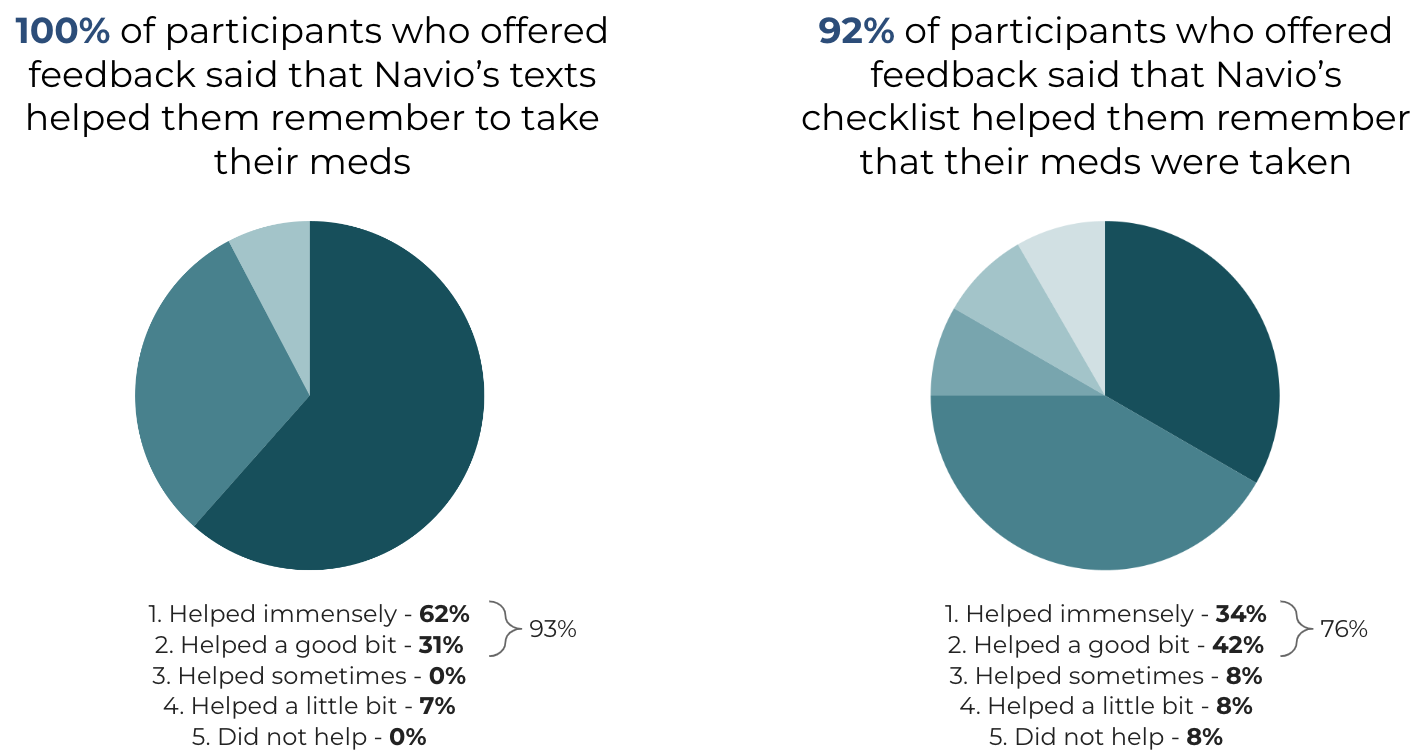 100% of participants who offered
feedback said that Navio’s texts
helped them remember to take
their meds
1. Helped immensely - 62%
2. Helped a good bit - 31%
93%
3. Helped sometimes - 0%
4. Helped a little bit - 7%
5. Did not help - 0%
92% of participants who offered
feedback said that Navio’s
checklist helped them remember
that their meds were taken
1. Helped immensely - 34%
2. Helped a good bit - 42%
76%
3. Helped sometimes - 8%
4. Helped a little bit - 8%
5. Did not help - 8%